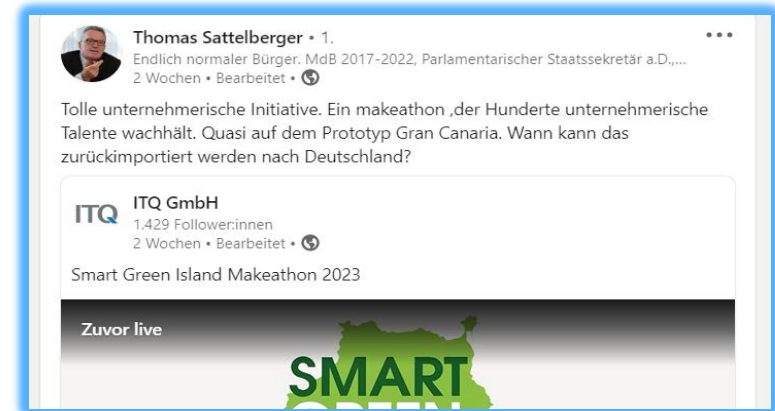 Thomas Sattelberger • 1.
Endlich normaler Bürger. MdB 2017-2022, Parlamentarischer Staatssekretär a.D.,...
2 Wochen • Bearbeitet •
Tolle unternehmerische Initiative. Ein makeathon ,der Hunderte unternehmerische
Talente wachhält. Quasi auf dem Prototyp Gran Canaria. Wann kann das
zurückimportiert werden nach Deutschland?
ITQ
ITQ GmbH
1.429 Follower:innen
2 Wochen • Bearbeitet •
Smart Green Island Makeathon 2023
Zuvor live
SMART